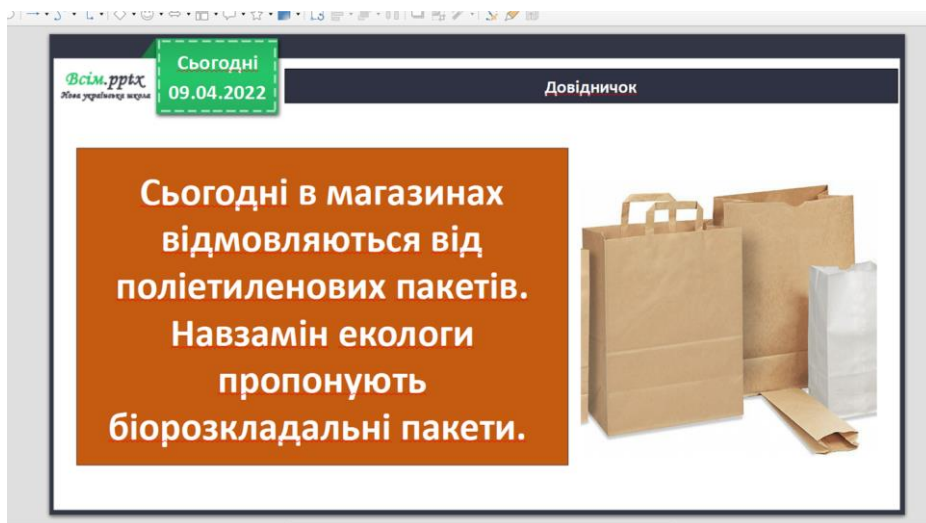 Всім.pptx
Нова українська школа
Сьогодні
09.04.2022
Довідничок
Сьогодні в магазинах
відмовляються від
поліетиленових пакетів.
Навзамін екологи
пропонують
біорозкладальні пакети.